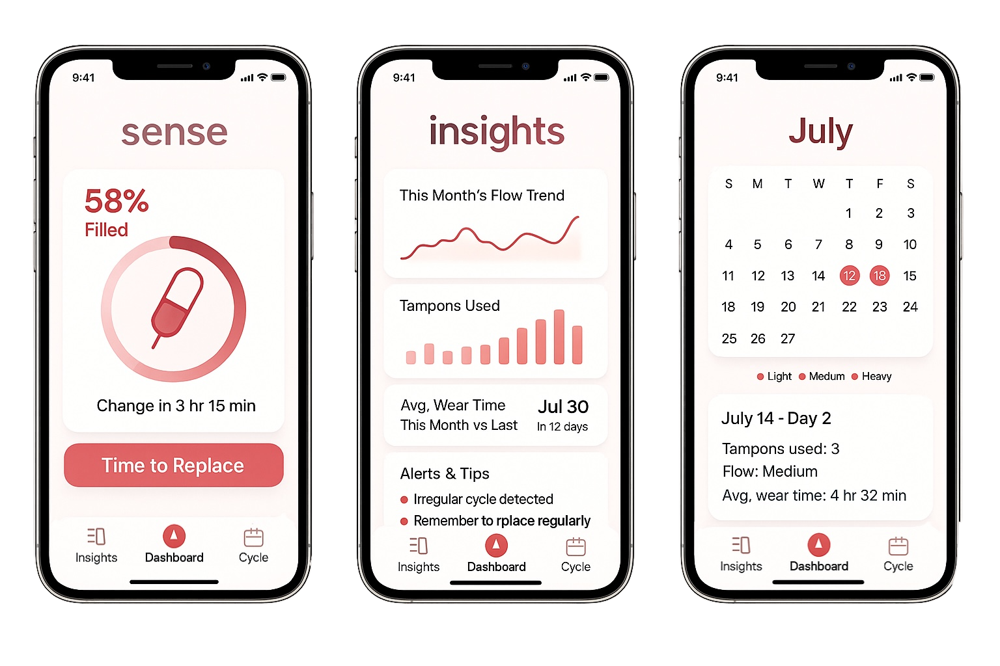 9:41
sense
58%
Filled
Change in 3 hr 15 min
Time to Replace
Insights Dashboard Cycle
9:41
insights
This Month's Flow Trend
Tampons Used
Avg, Wear Time
This Month vs Last
Jul 30
In 12 days
Alerts & Tips
Irregular cycle detected
Remember to rplace regularly
Insights Dashboard Cycle
9:41
July
S M T W T F S
1 2 3
4 5 6 7 8 9 10
11 12 13 14 12 18 15
18 19 20 21 22 23 24
25 26 27
Light Medum Heavy
July 14 - Day 2
Tampons used: 3
Flow: Medium
Avg, wear time: 4 hr 32 min
Insights Dashboard Cycle